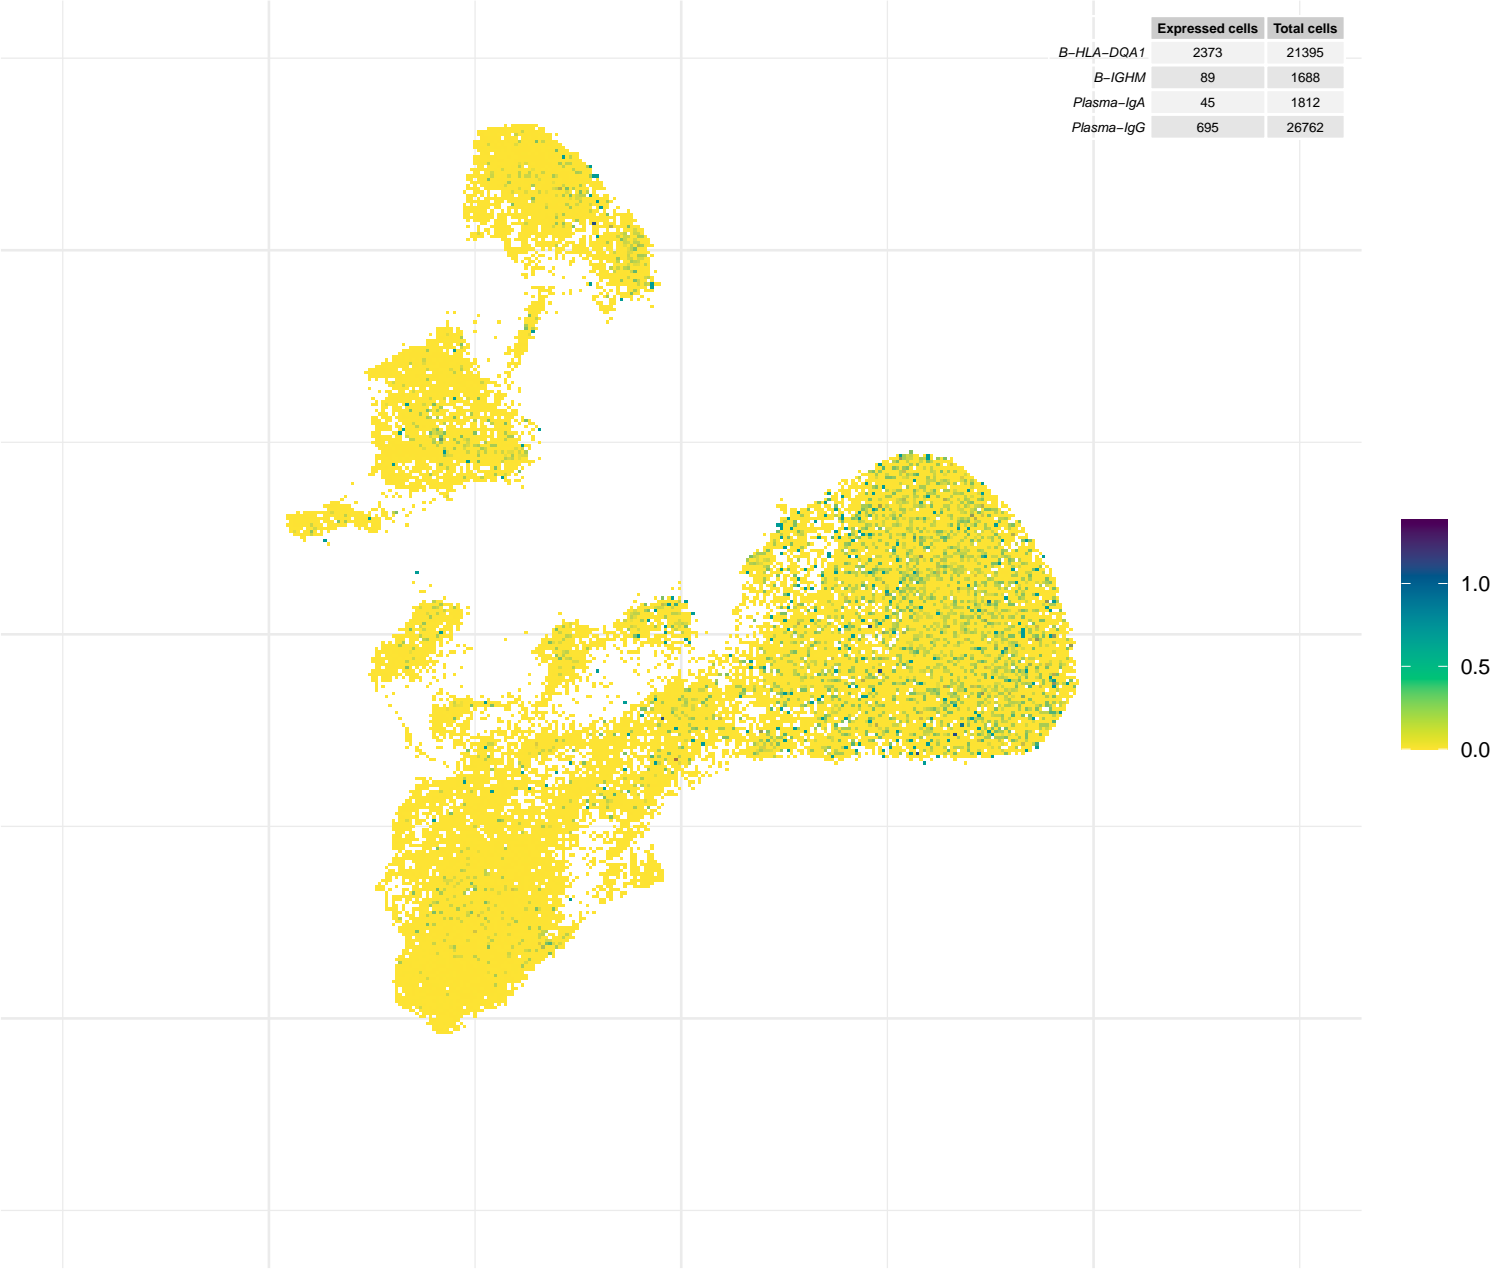 Expressed cells Total cells
B−HLA−DQA1 2373 21395
B−IGHM 89 1688
Plasma−IgA 45 1812
Plasma−IgG 695 26762
1.0
0.5
0.0